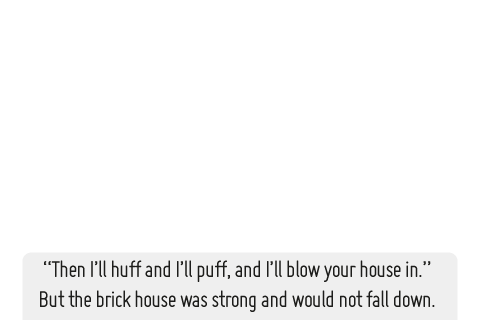 “Then I’ll huff and I’ll puff, and I’ll blow your house in.”
But the brick house was strong and would not fall down.